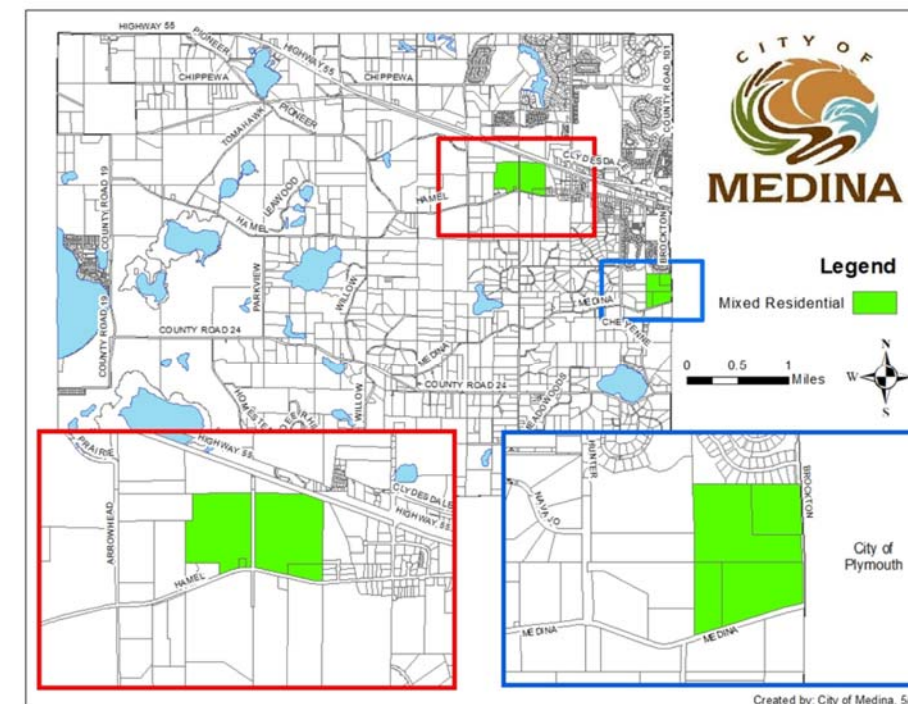 HIGHWAY 55
PIONEER
HIGHWAY 55
CHIPPEWA
CHIPPEWA
COUNTY ROAD 101
CITY OF
MEDINA
TOMAHAWK
PIONEER
CLYDESDAL
COUNTY ROAD 19
LEAWOOD
HAMEL
HAMEL
BROCKTON
PARKVIEW
WILLOW
MEDINA
CHEYENNE
Legend
Mixed Residential
COUNTY ROAD 19
COUNTY ROAD 24
MEDINA
COUNTY ROAD 24
WILLOW
0 0.5 1
Miles
N
W E
S
PRAIRIE
HIGHWAY 55
CLYDESDALE
HIGHWAY 55
ARROWHEAD
HAMEL
HUNTER
NAVAJO
BROCKTON
City of
Plymouth
MEDINA
MEDINA
Created by: City of Medina,